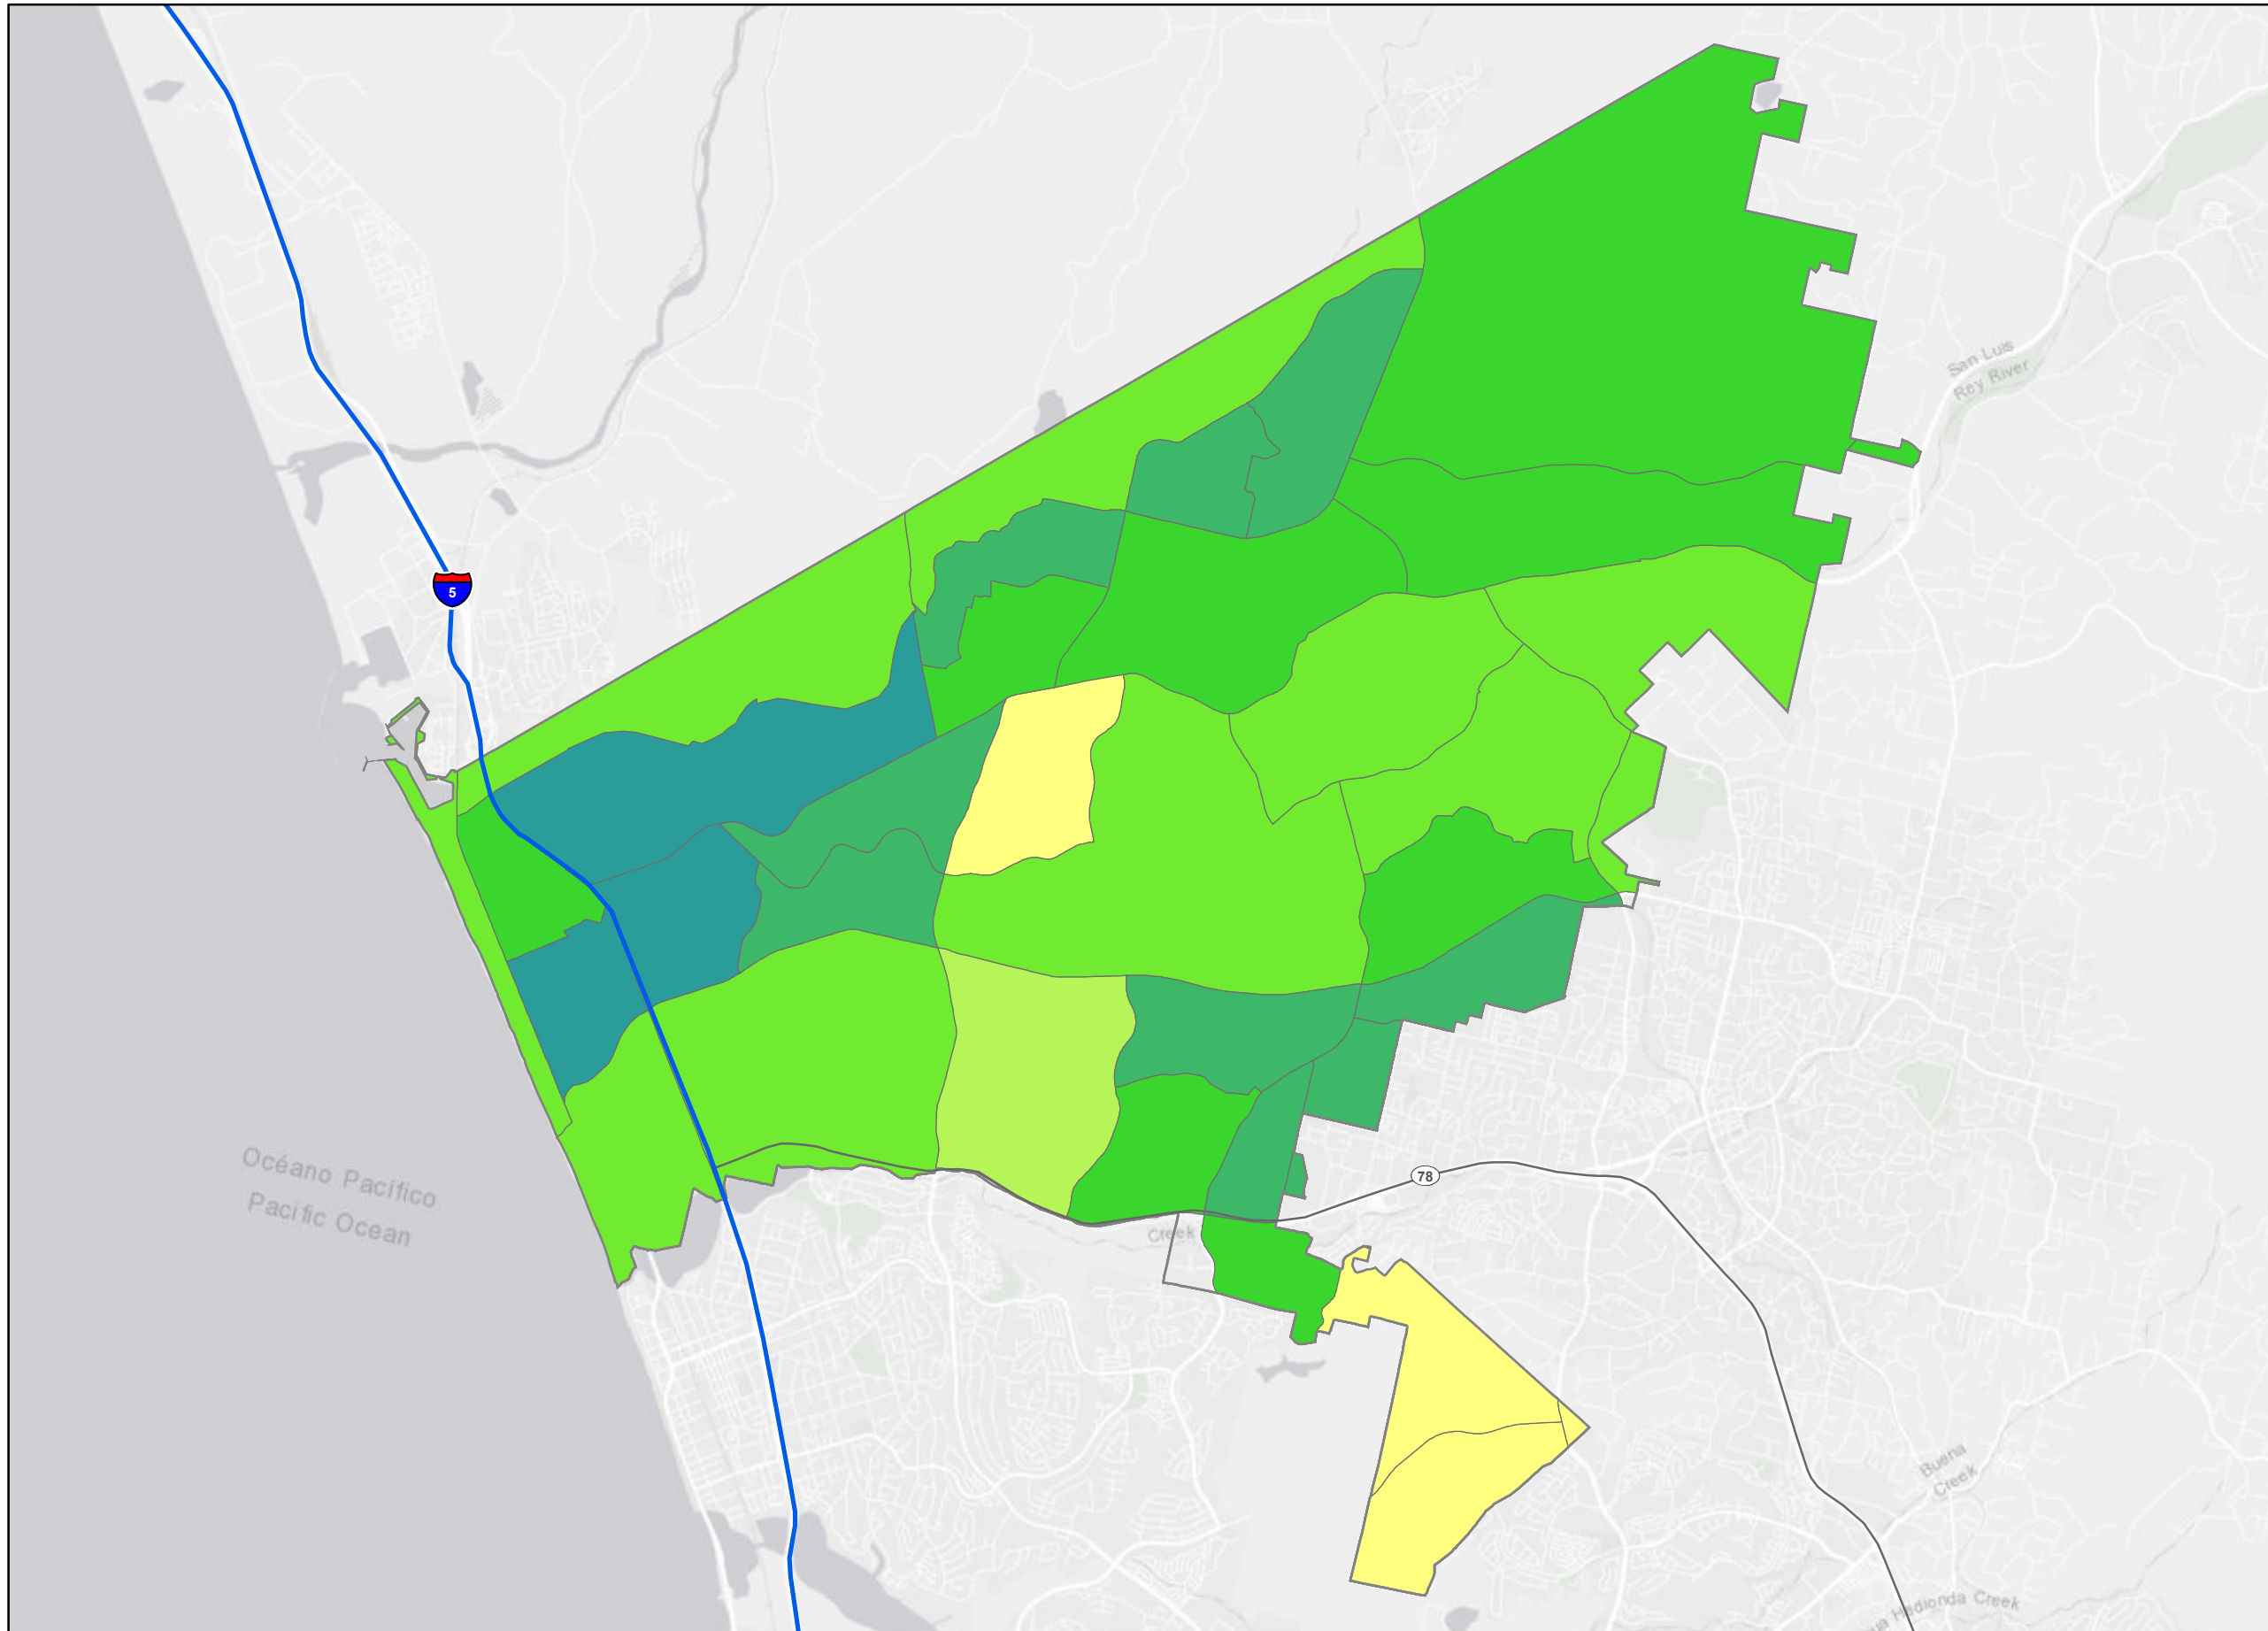 San Luis
Rey River
5
Océano Pacífico
Pacific Ocean
78
Creek
Buena
Creek
Hedionda Creek